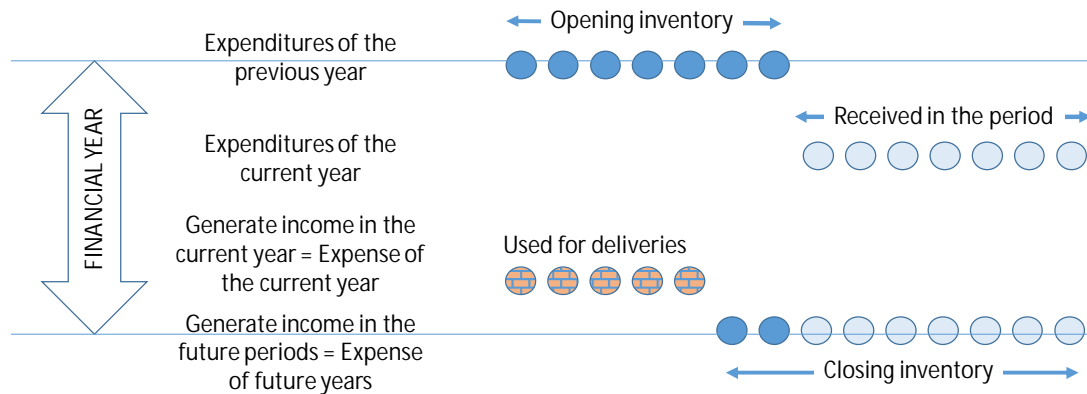 Opening inventory
Expenditures of the
previous year
FINANCIAL YEAR
Received in the period
Expenditures of the
current year
Generate income in the
current year = Expense of
the current year
Used for deliveries
Generate income in the
future periods = Expense
of future years
Closing inventory